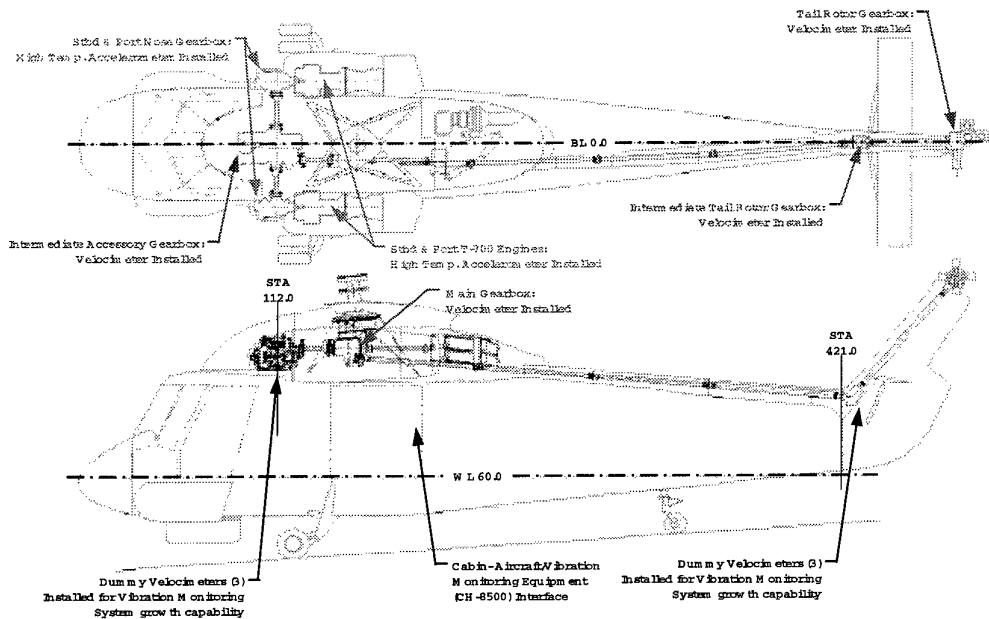 Tail Rotor Gearbox:
Velocimeter Installed
Stbd & Port Nose Gearbox:
High Temp. Accelerometer Installed
BL 0.0
Intermediate Tail Rotor Gearbox:
Velocimeter Installed
Intermediate Accessory Gearbox:
Velocimeter Installed
Stbd & Port T-700 Engines:
High Temp. Accelerometer Installed
STA
112.0
Main Gearbox:
Velocimeter Installed
STA
421.0
WL 60.0
Dummy Velocimeters (3)
Installed for Vibration Monitoring
System growth capability
Cabin-Aircraft/Vibration
Monitoring Equipment
(CH-8500) Interface
Dummy Velocimeters (3)
Installed for Vibration Monitoring
System growth capability